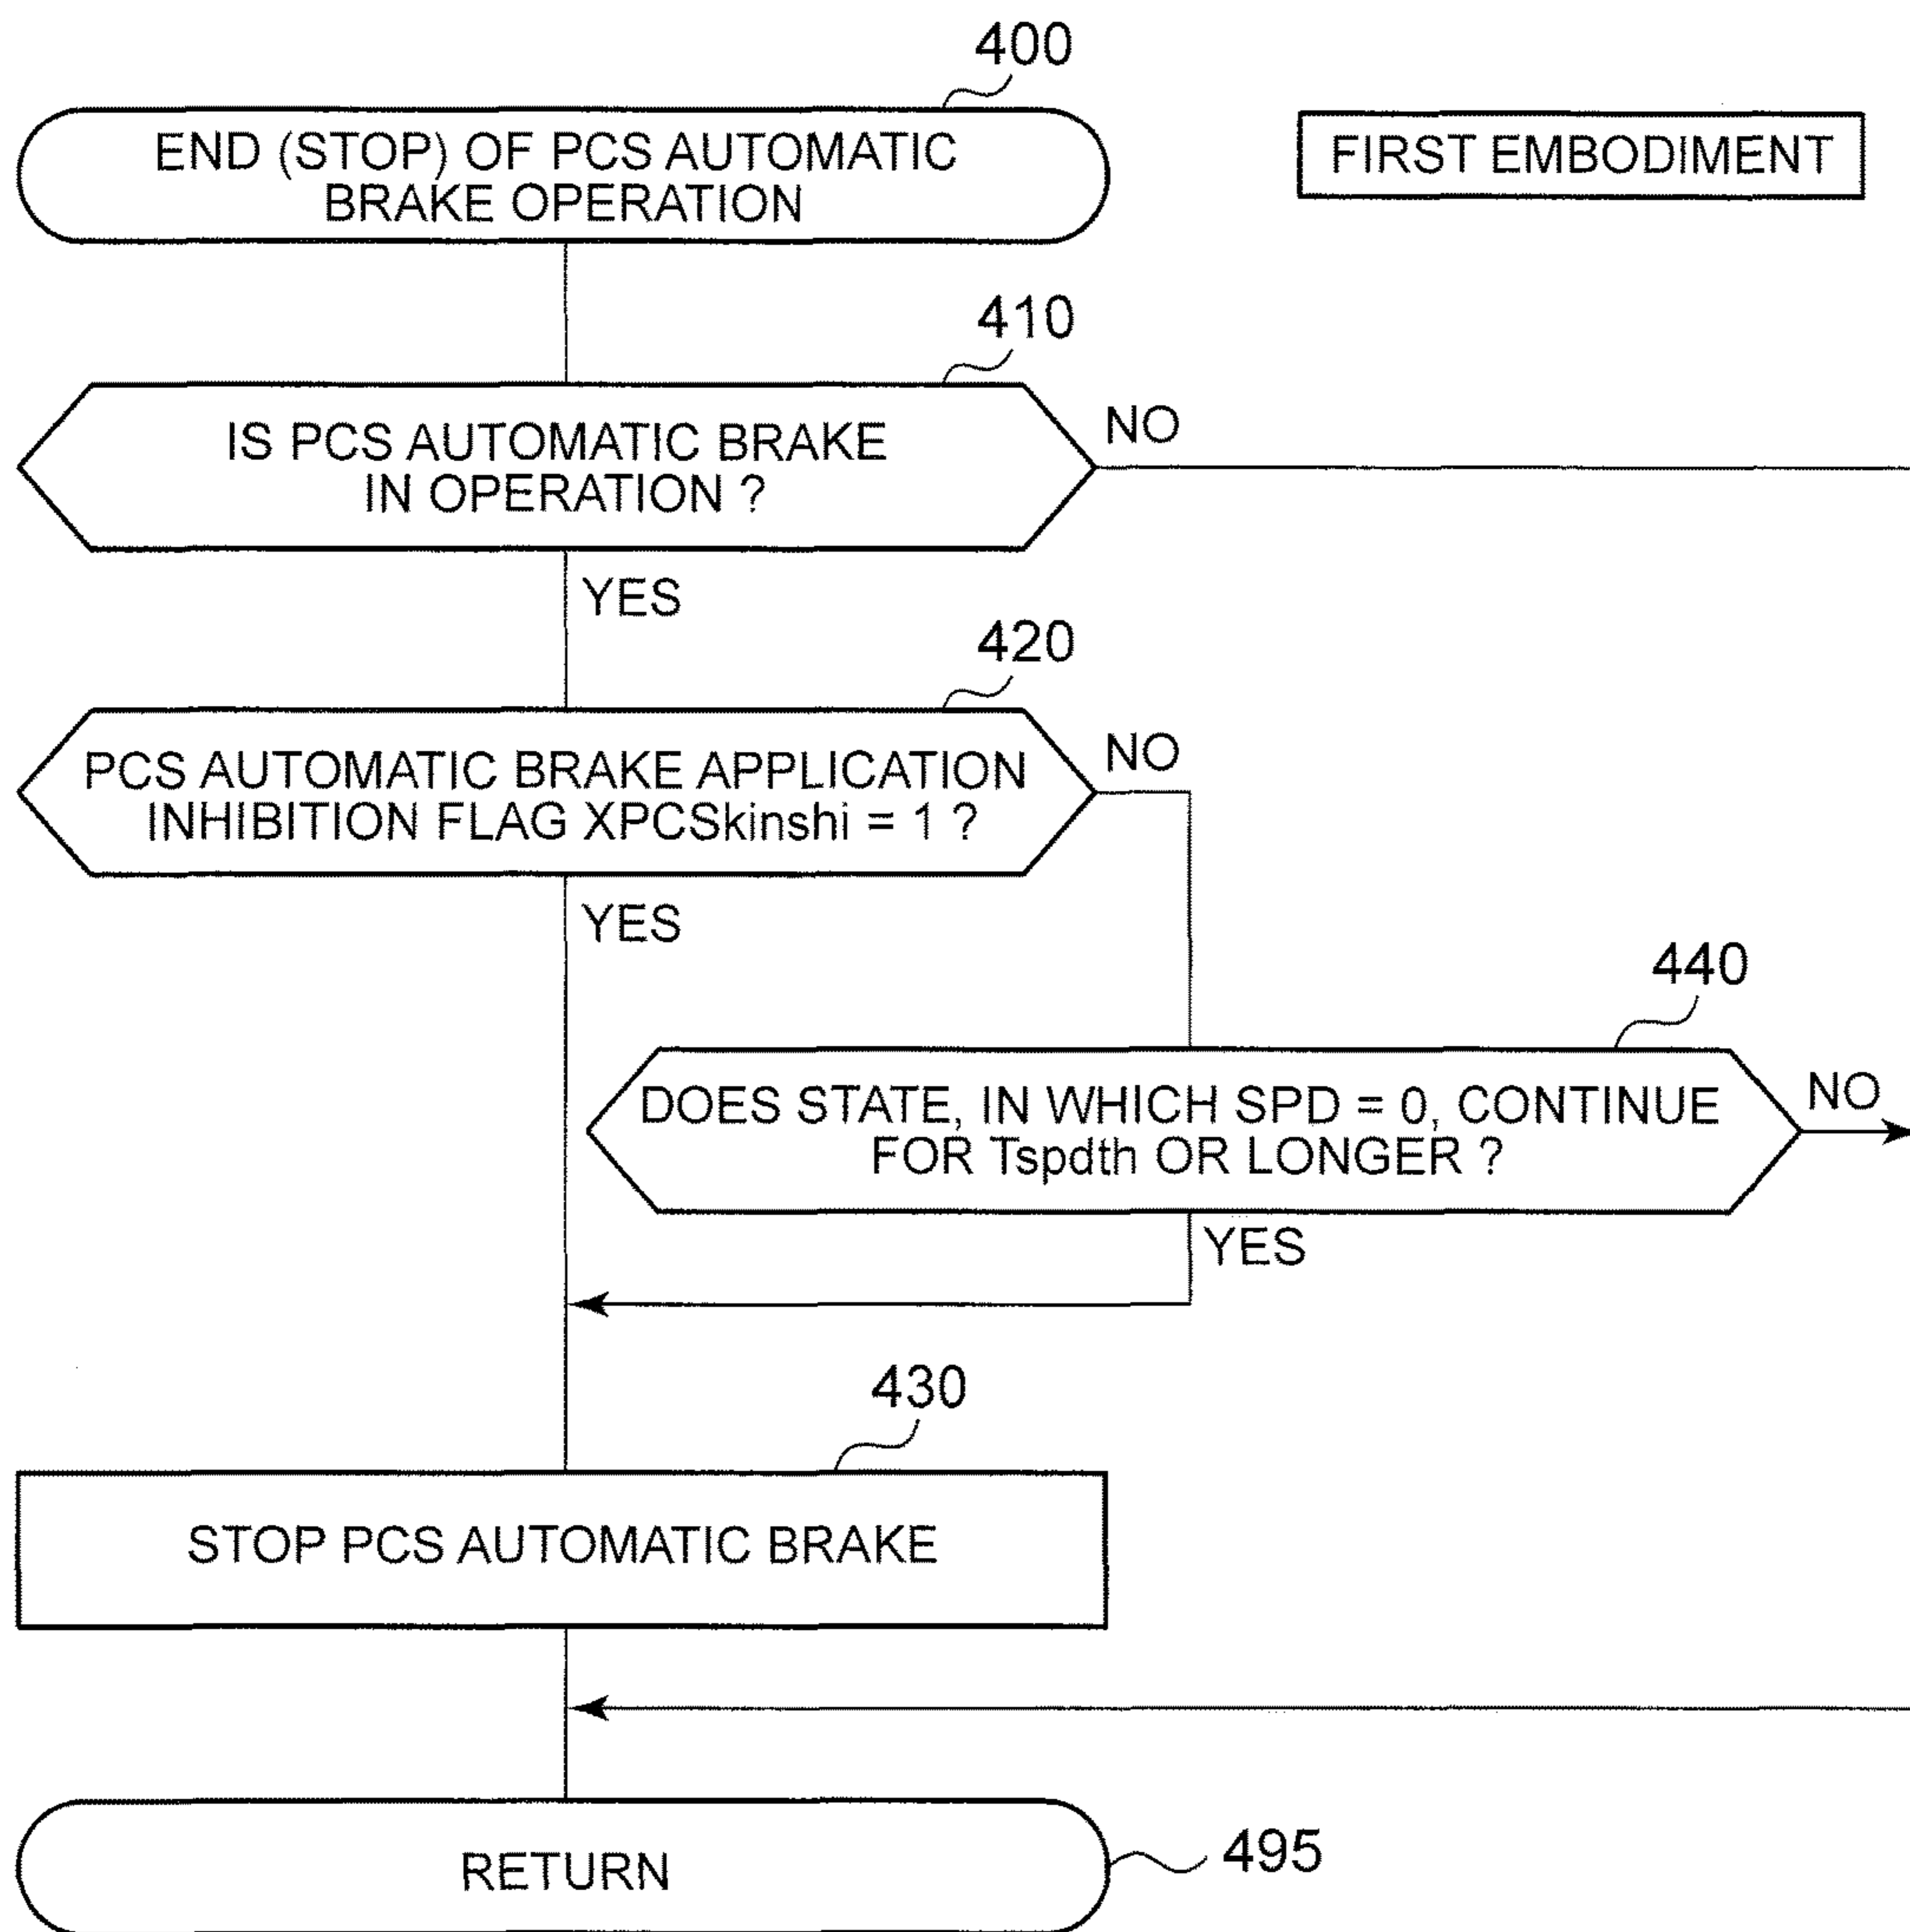 400
END (STOP) OF PCS AUTOMATIC
BRAKE OPERATION
FIRST EMBODIMENT
410
IS PCS AUTOMATIC BRAKE
IN OPERATION ?
NO
YES
420
PCS AUTOMATIC BRAKE APPLICATION
INHIBITION FLAG XPCSkinshi = 1 ?
NO
YES
440
DOES STATE, IN WHICH SPD = 0, CONTINUE
FOR Tspdth OR LONGER ?
NO
YES
430
STOP PCS AUTOMATIC BRAKE
RETURN
495